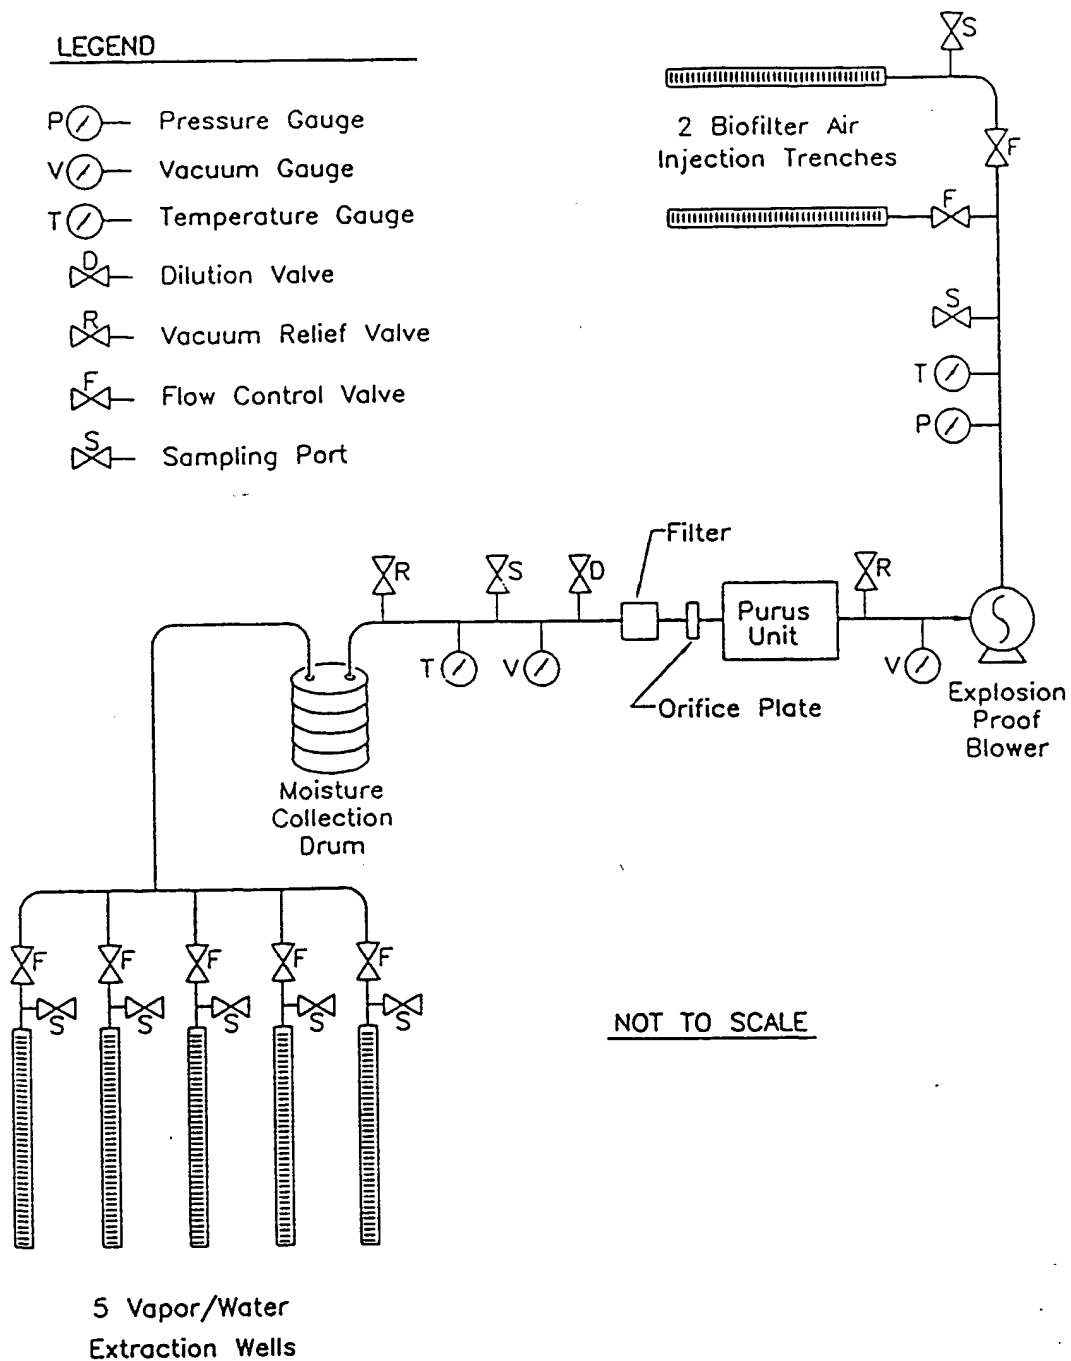 LEGEND
P Pressure Gauge
V Vacuum Gauge
T Temperature Gauge
D Dilution Valve
R Vacuum Relief Valve
F Flow Control Valve
S Sampling Port
S
2 Biofilter Air
Injection Trenches
F
F
S
T
P
Filter
R
S
D
R
Purus
Unit
T
V
V
Orifice Plate
Explosion
Proof
Blower
Moisture
Collection
Drum
F
F
F
F
F
S
S
S
S
S
NOT TO SCALE
5 Vapor/Water
Extraction Wells